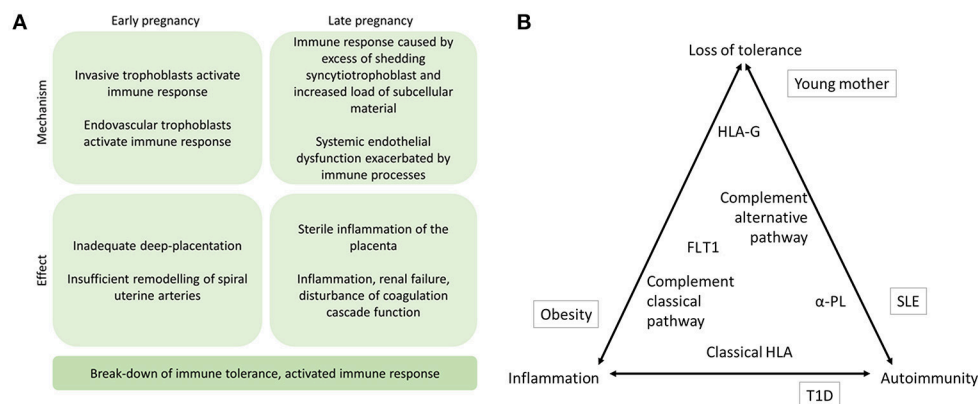 A
Early pregnancy
Late pregnancy
Mechanism
Invasive trophoblasts activate
immune response
Endovascular trophoblasts
activate immune response
Immune response caused by
excess of shedding
syncytiotrophoblast and
increased load of subcellular
material
Systemic endothelial
dysfunction exacerbated by
immune processes
Effect
Inadequate deep-placentation
Insufficient remodelling of spiral
uterine arteries
Sterile inflammation of the
placenta
Inflammation, renal failure,
disturbance of coagulation
cascade function
Break-down of immune tolerance, activated immune response
B
Loss of tolerance
Young mother
HLA-G
Complement
alternative
pathway
FLT1
Complement
classical
pathway
Obesity
α-PL
SLE
Classical HLA
Inflammation
Autoimmunity
T1D